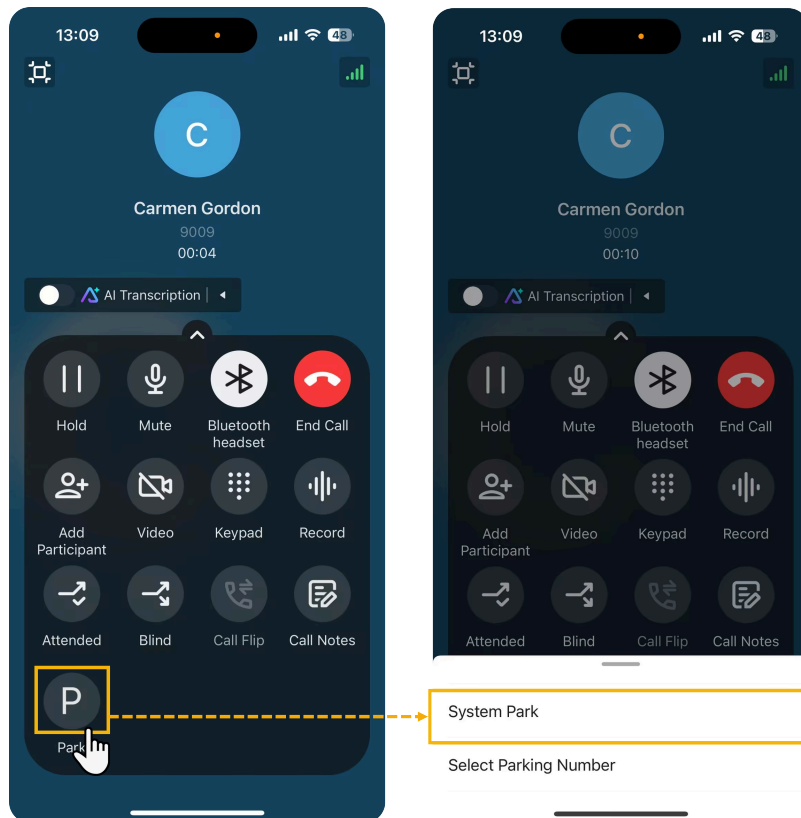 13:09
48
C
Carmen Gordon
9009
00:04
AI Transcription
Hold
Mute
Bluetooth
headset
End Call
Add
Participant
Video
Keypad
Record
Attended
Blind
Call Flip
Call Notes
P
Park
13:09
48
C
Carmen Gordon
9009
00:10
AI Transcription
Hold
Mute
Bluetooth
headset
End Call
Add
Participant
Video
Keypad
Record
Attended
Blind
Call Flip
Call Notes
System Park
Select Parking Number